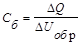 C_б = ΔQ / ΔU_обр